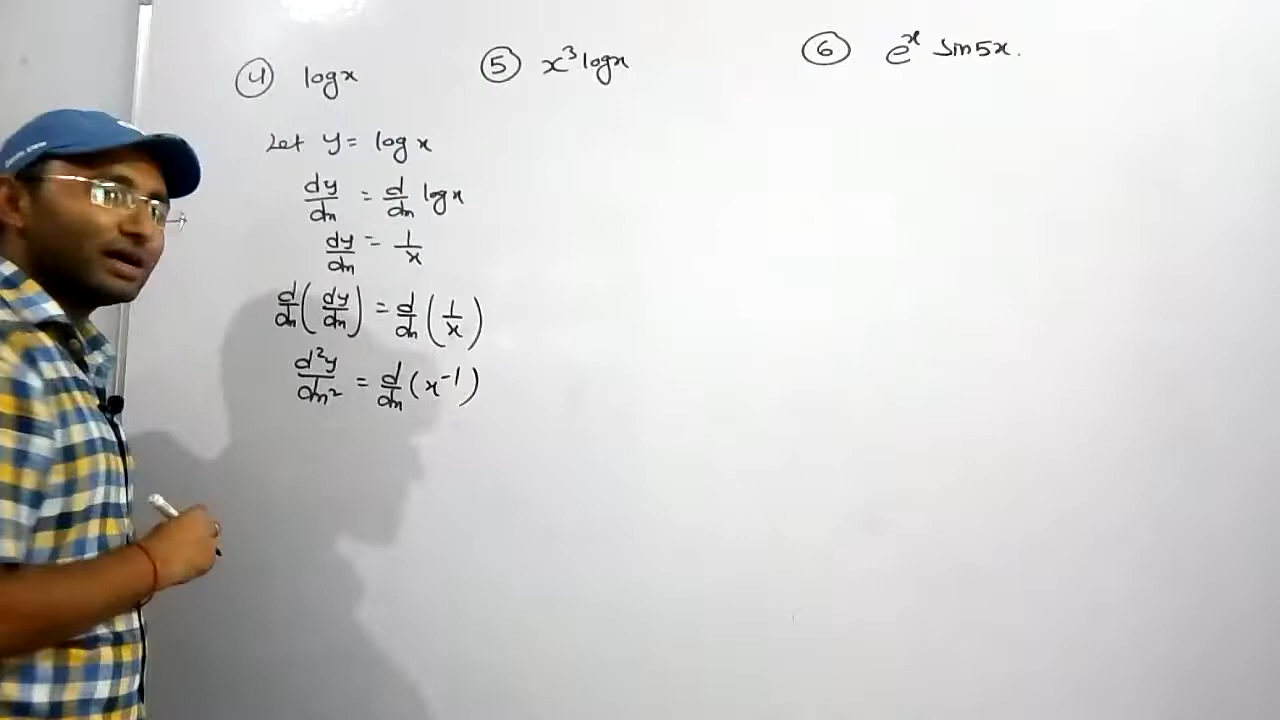 ④ log x
Let y = log x
dy/dx = d/dx log x
dy/dx = 1/x
d/dx (dy/dx) = d/dx (1/x)
d²y/dx² = d/dx (x⁻¹)
⑤ x³ log x
⑥ eˣ sin 5x.